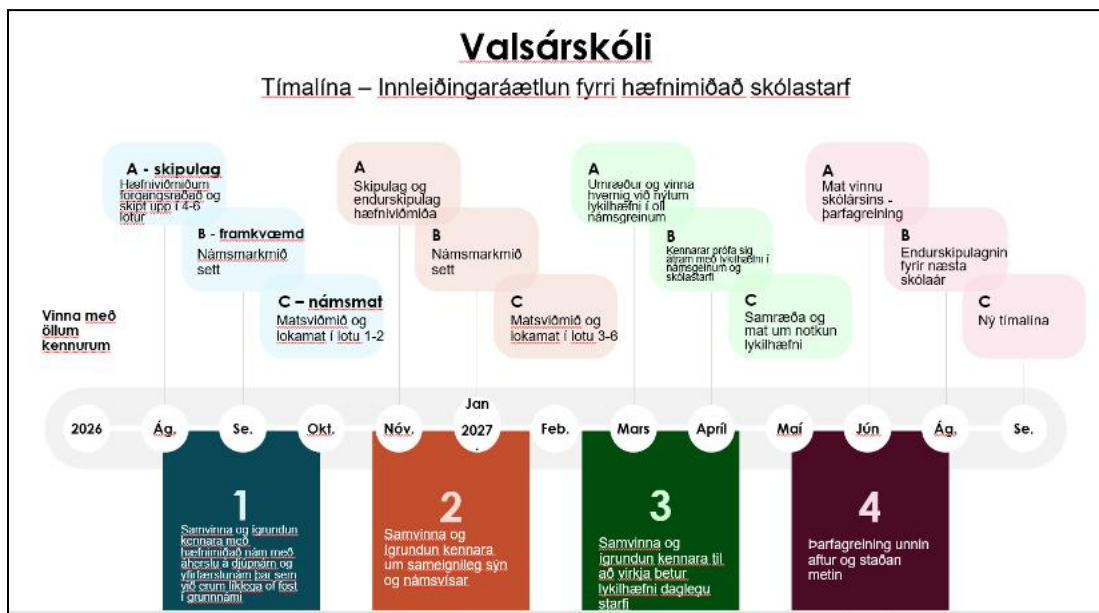 Valsárskóli
Tímalína – Innleiðingaráætlun fyrri hæfnimiðað skólastarf
A - skipulag
Hæfniviðmiðum
forgangsraðað og
skipt upp í 4-6
lotur
B - framkvæmd
Námsmarkmið
sett
C – námsmat
Matsviðmið og
lokamat í lotu 1-2
A
Skipulag og
endurskipulag
hæfniviðmiða
B
Námsmarkmið
sett
C
Matsviðmið og
lokamat í lotu 3-6
A
Umræður og vinna
hvernig við nýtum
lykilhæfni í öll
námsgreinum
B
Kennarar prófa sig
áfram með lykilhæfni í
námsgeinum og
skólastarfi
C
Samræða og
mat um notkun
lykilhæfni
A
Mat vinnu
skólársins -
þarfagreining
B
Endurskipulagnin
fyrir næsta
skólaár
C
Ný tímalína
Vinna með
öllum
kennurum
2026
Ág.
Se.
Okt.
Nóv.
Jan
2027
.
Feb.
Mars
Apríl
Maí
Jún
Ág.
Se.
1
Samvinna og ígrundun
kennara með
hæfnimiðað nám með
áherslu á djúpnám og
yfirfærslunám þar sem
við erum líklega of föst
í grunnnámi
2
Samvinna og
ígrundun kennara
um sameignileg sýn
og námsvísar
3
Samvinna og
ígrundun kennara til
að virkja betur
lykilhæfni daglegu
starfi
4
Þarfagreining unnin
aftur og staðan
metin